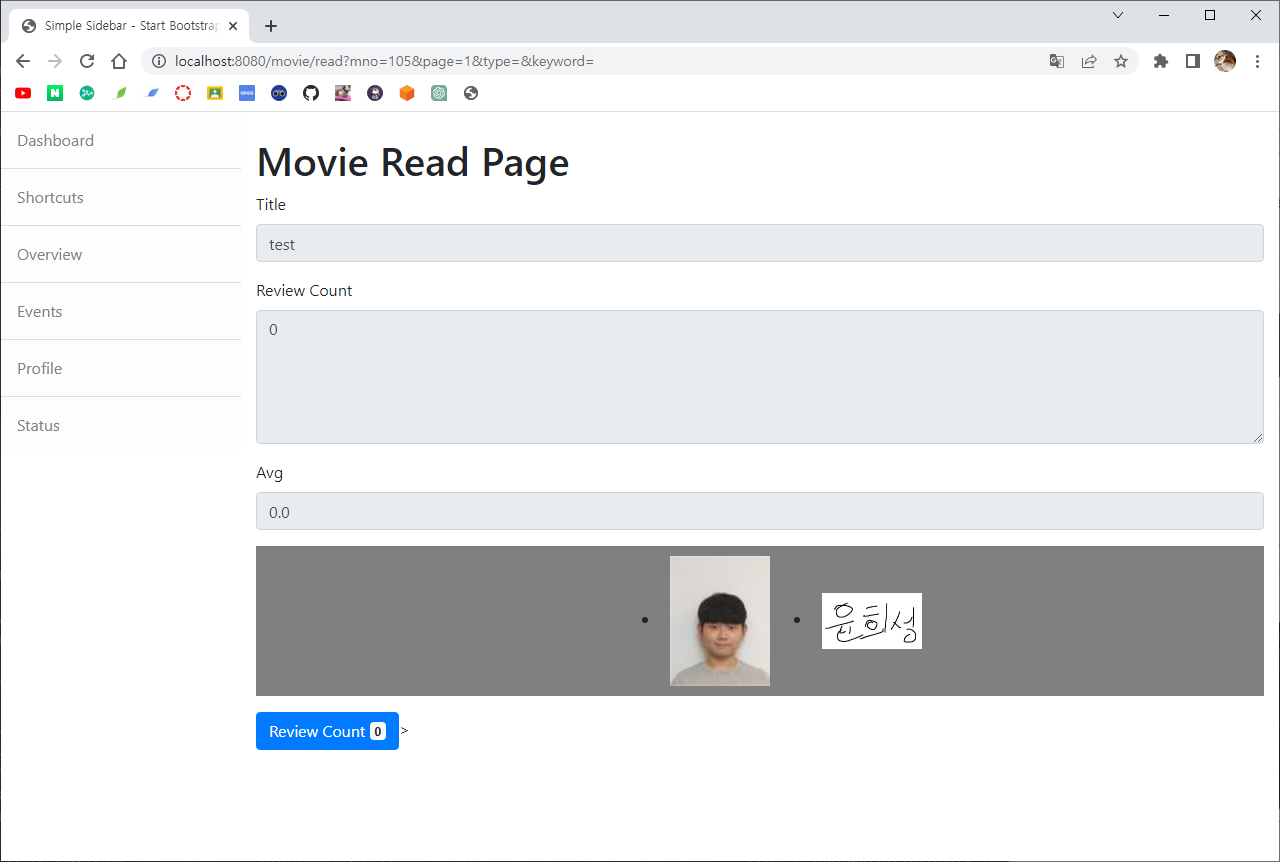 Simple Sidebar - Start Bootstrap
localhost:8080/movie/read?mno=105&page=1&type=&keyword=
Dashboard
Shortcuts
Overview
Events
Profile
Status
Movie Read Page
Title
test
Review Count
0
Avg
0.0
윤희성
Review Count 0 >